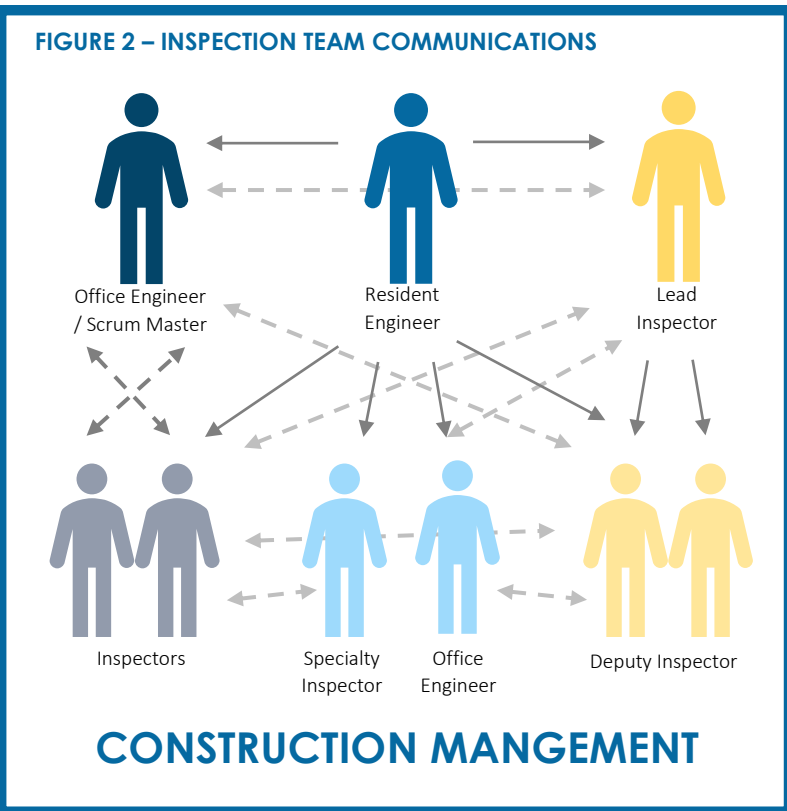 FIGURE 2 – INSPECTION TEAM COMMUNICATIONS
Office Engineer
/ Scrum Master
Resident
Engineer
Lead
Inspector
Inspectors
Specialty
Inspector
Office
Engineer
Deputy Inspector
CONSTRUCTION MANGEMENT